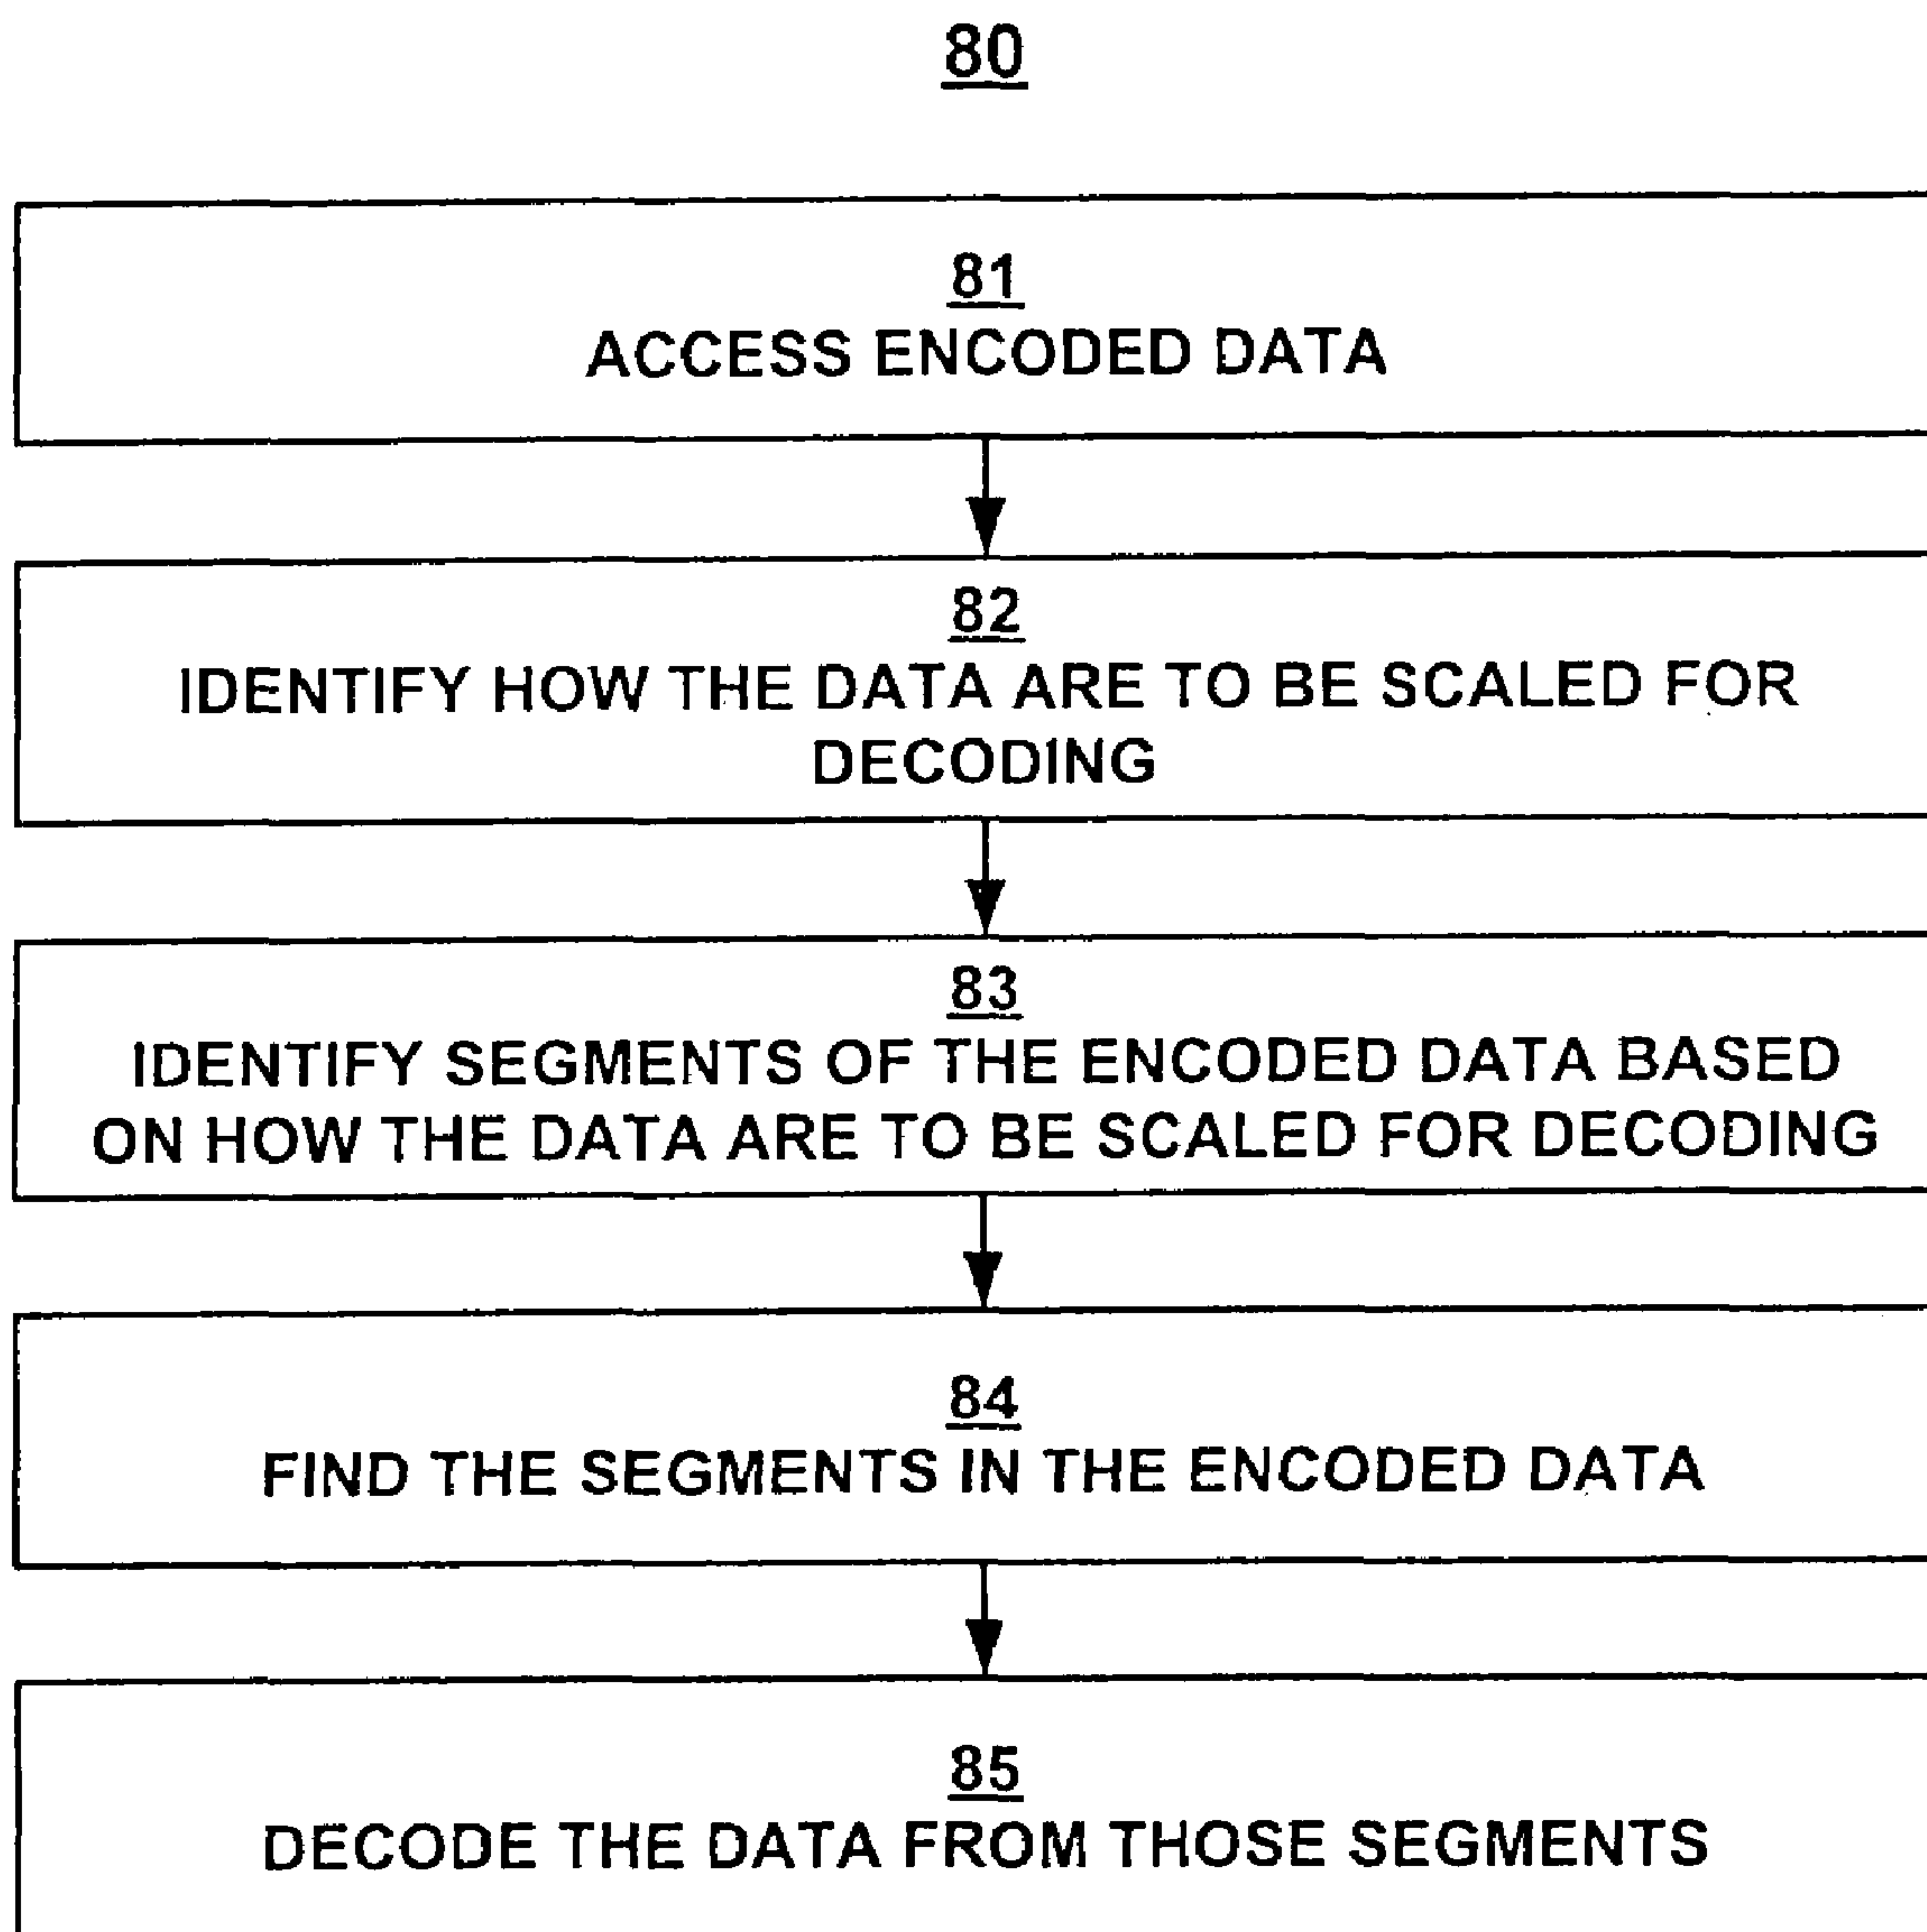 80
81
ACCESS ENCODED DATA
82
IDENTIFY HOW THE DATA ARE TO BE SCALED FOR
DECODING
83
IDENTIFY SEGMENTS OF THE ENCODED DATA BASED
ON HOW THE DATA ARE TO BE SCALED FOR DECODING
84
FIND THE SEGMENTS IN THE ENCODED DATA
85
DECODE THE DATA FROM THOSE SEGMENTS